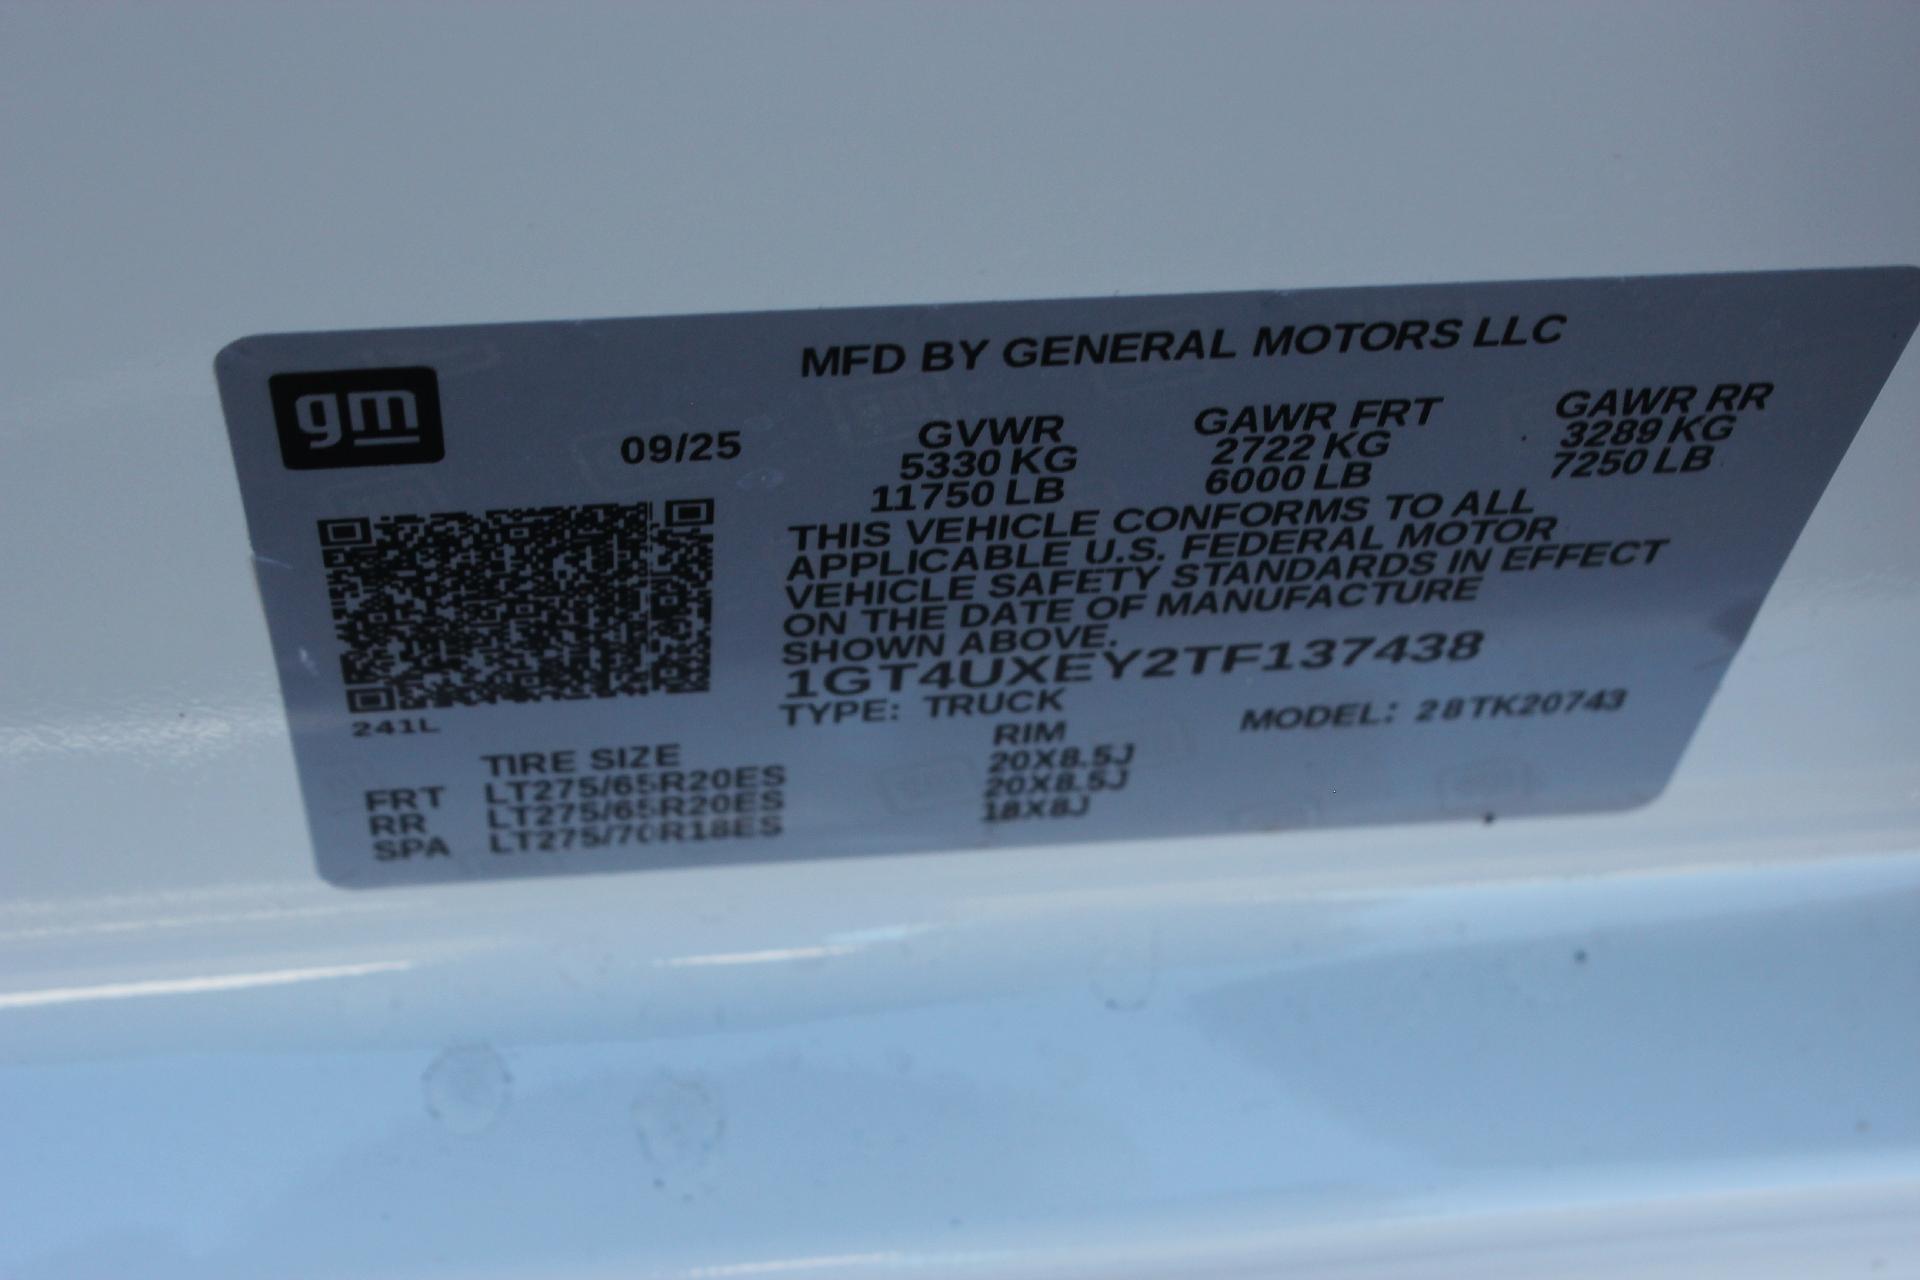 gm
MFD BY GENERAL MOTORS LLC
09/25
GVWR GAWR FRT GAWR RR
5330 KG 2722 KG 3289 KG
11750 LB 6000 LB 7250 LB
THIS VEHICLE CONFORMS TO ALL
APPLICABLE U.S. FEDERAL MOTOR
VEHICLE SAFETY STANDARDS IN EFFECT
ON THE DATE OF MANUFACTURE
SHOWN ABOVE.
1GT4UXEY2TF137438
TYPE: TRUCK MODEL: 28TK20743
241L
TIRE SIZE RIM
FRT LT275/65R20ES 20X8.5J
RR LT275/65R20ES 20X8.5J
SPA LT275/70R18ES 18X8J